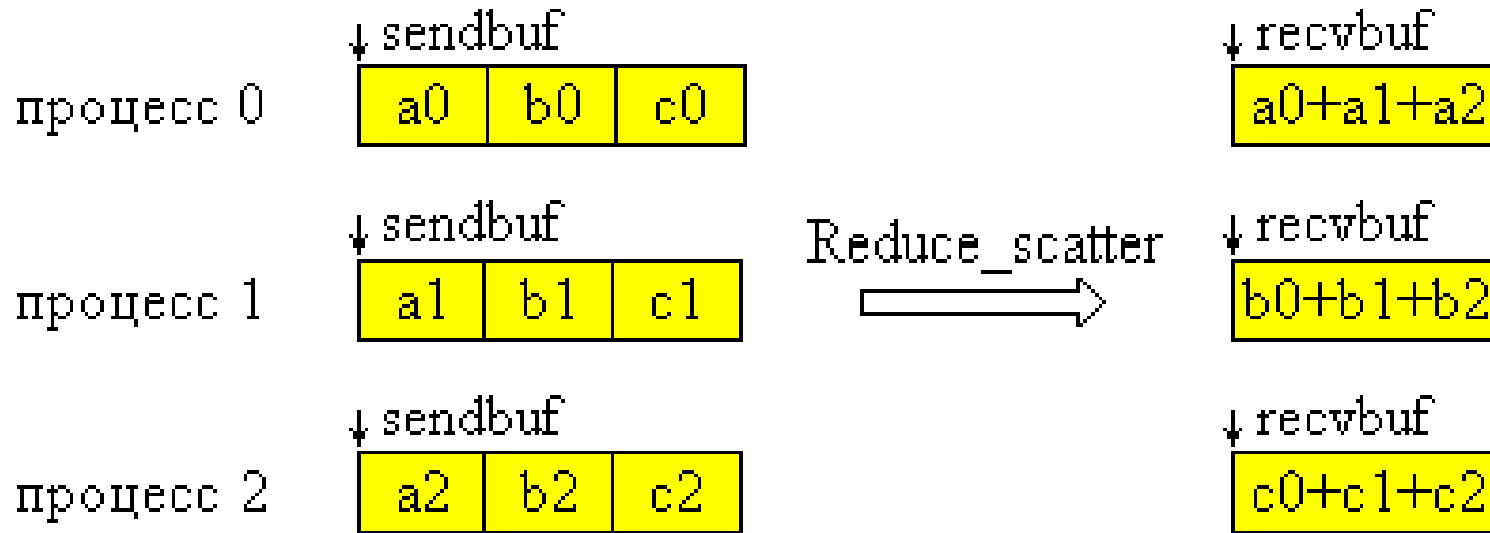 sendbuf recvbuf
процесс 0 a0 b0 c0 a0+a1+a2
sendbuf recvbuf
Reduce_scatter
процесс 1 a1 b1 c1 b0+b1+b2
sendbuf recvbuf
процесс 2 a2 b2 c2 c0+c1+c2